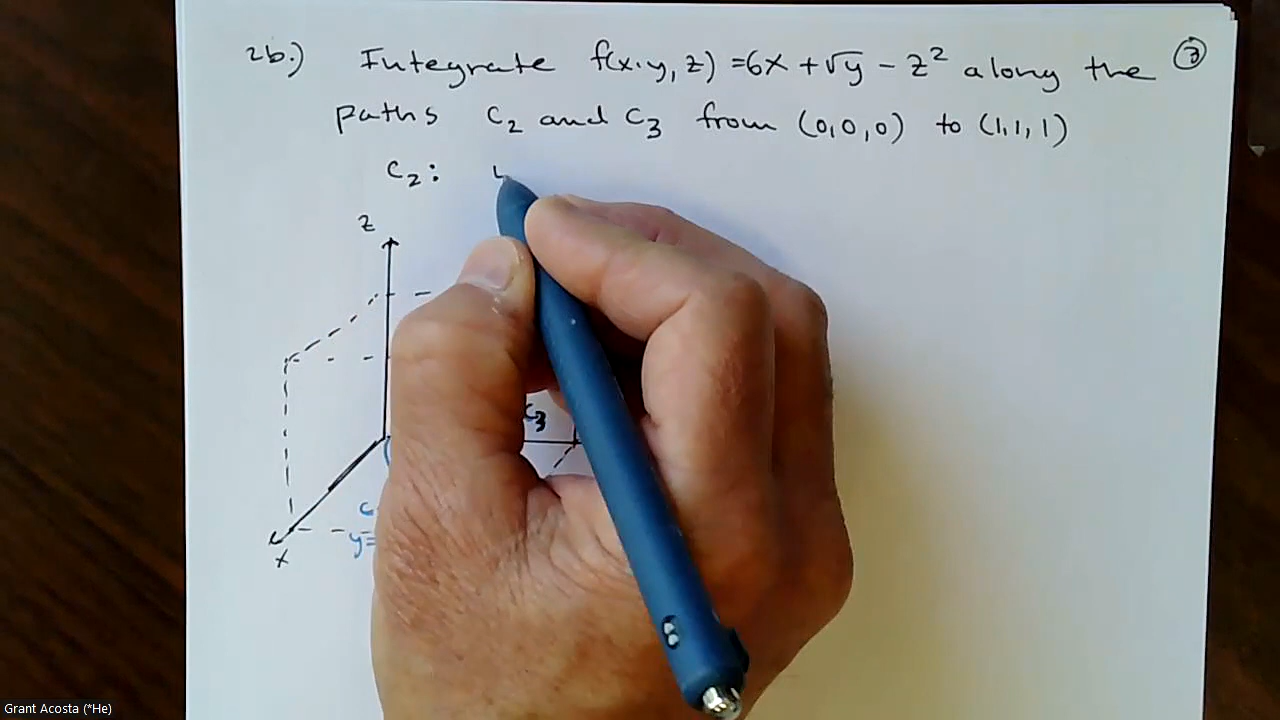 2b.) Integrate f(x,y,z) = 6x + √y - z² along the ③
paths C₂ and C₃ from (0,0,0) to (1,1,1)
C₂:
z
C₃
y=
x
Grant Acosta (*He)